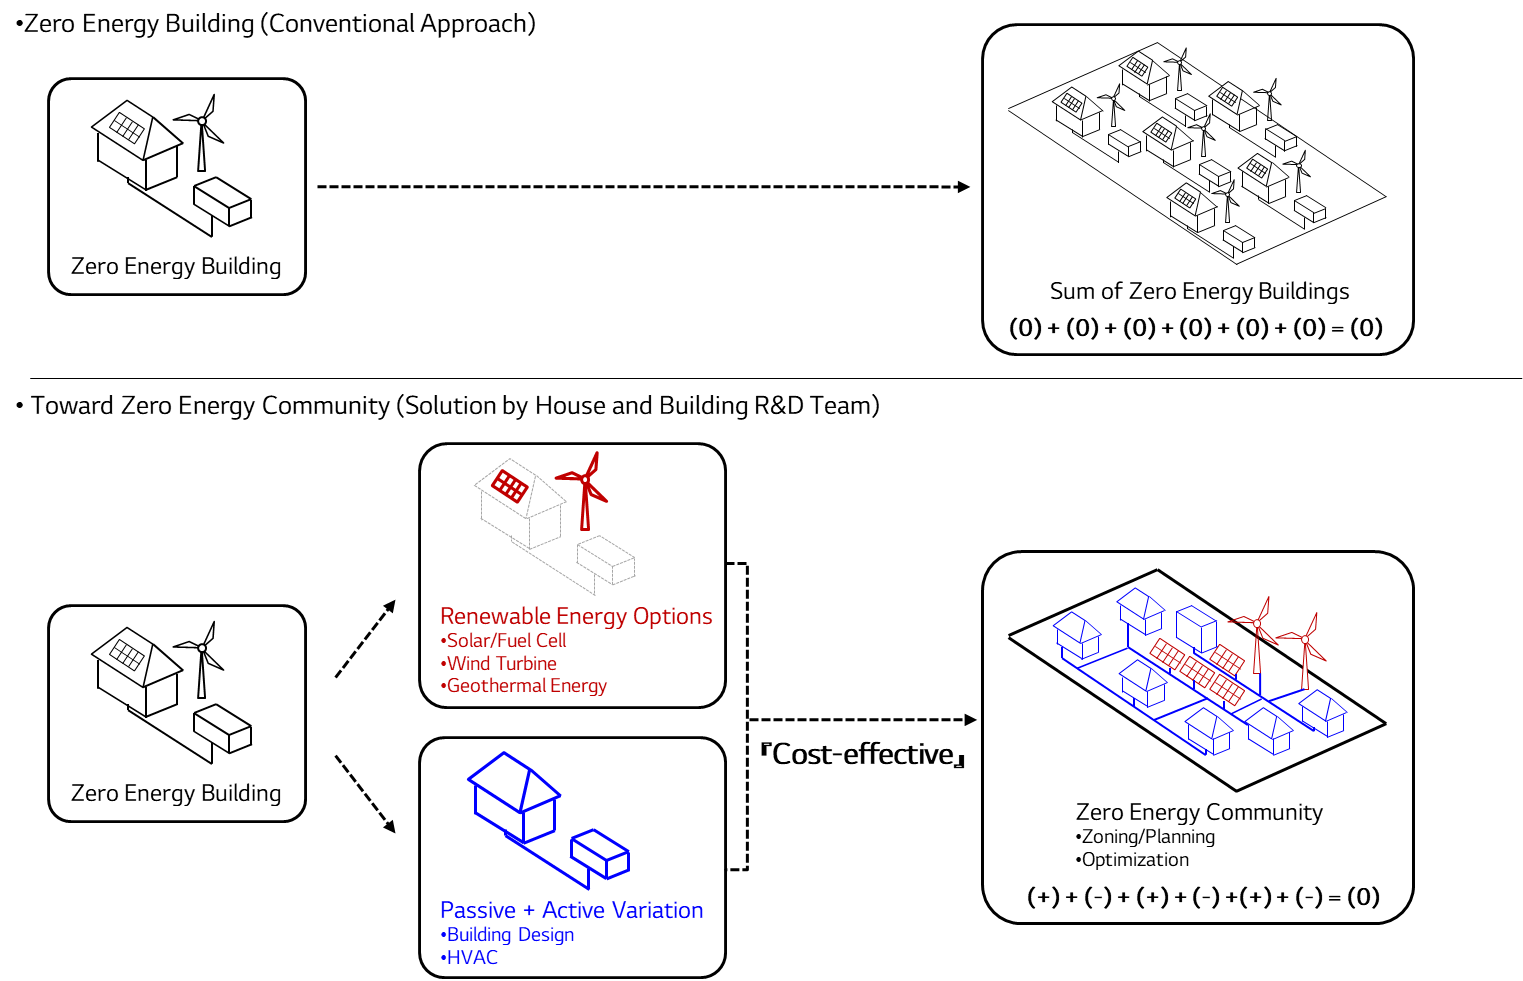 •Zero Energy Building (Conventional Approach)
Zero Energy Building
Sum of Zero Energy Buildings
(0) + (0) + (0) + (0) + (0) + (0) = (0)
• Toward Zero Energy Community (Solution by House and Building R&D Team)
Zero Energy Building
Renewable Energy Options
•Solar/Fuel Cell
•Wind Turbine
•Geothermal Energy
Passive + Active Variation
•Building Design
•HVAC
『Cost-effective』
Zero Energy Community
•Zoning/Planning
•Optimization
(+) + (-) + (+) + (-) +(+) + (-) = (0)